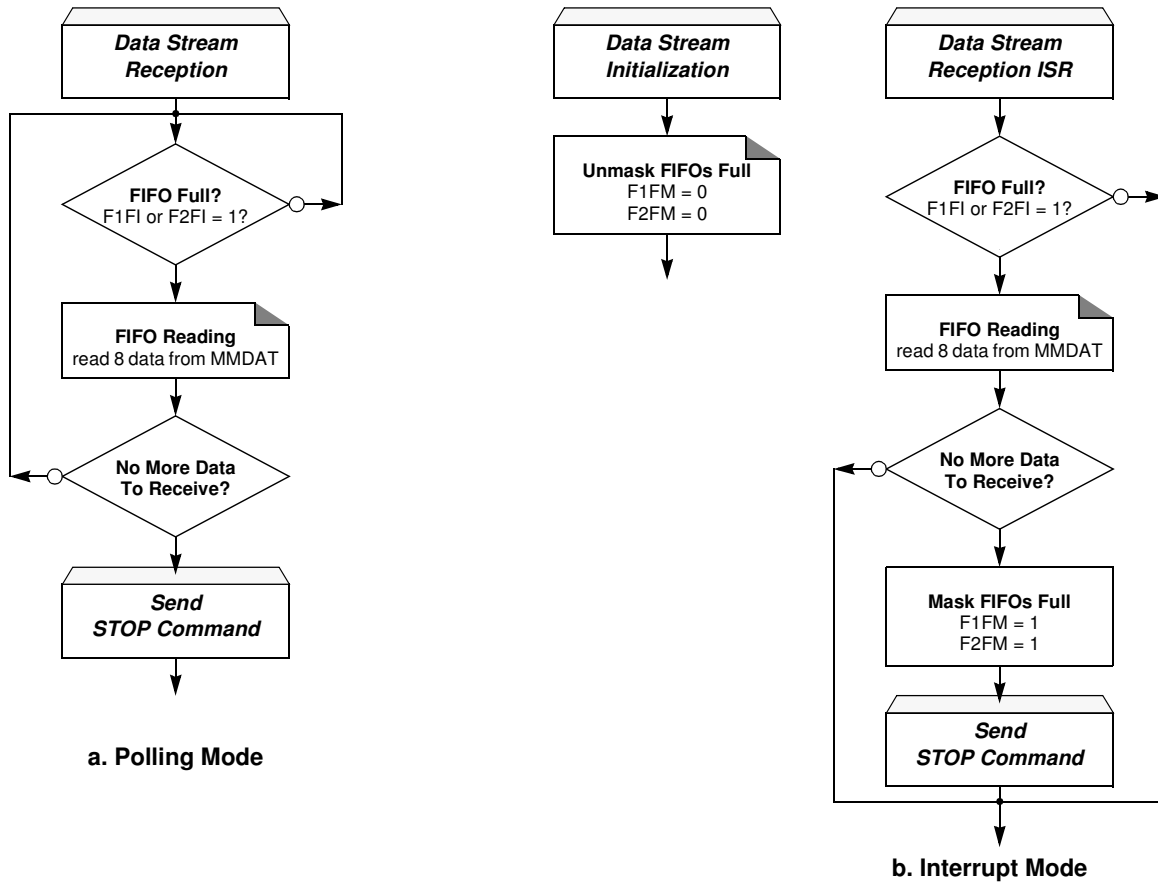 Data Stream
Reception
FIFO Full?
F1FI or F2FI = 1?
FIFO Reading
read 8 data from MMDAT
No More Data
To Receive?
Send
STOP Command
a. Polling Mode
Data Stream
Initialization
Unmask FIFOs Full
F1FM = 0
F2FM = 0
Data Stream
Reception ISR
FIFO Full?
F1FI or F2FI = 1?
FIFO Reading
read 8 data from MMDAT
No More Data
To Receive?
Mask FIFOs Full
F1FM = 1
F2FM = 1
Send
STOP Command
b. Interrupt Mode